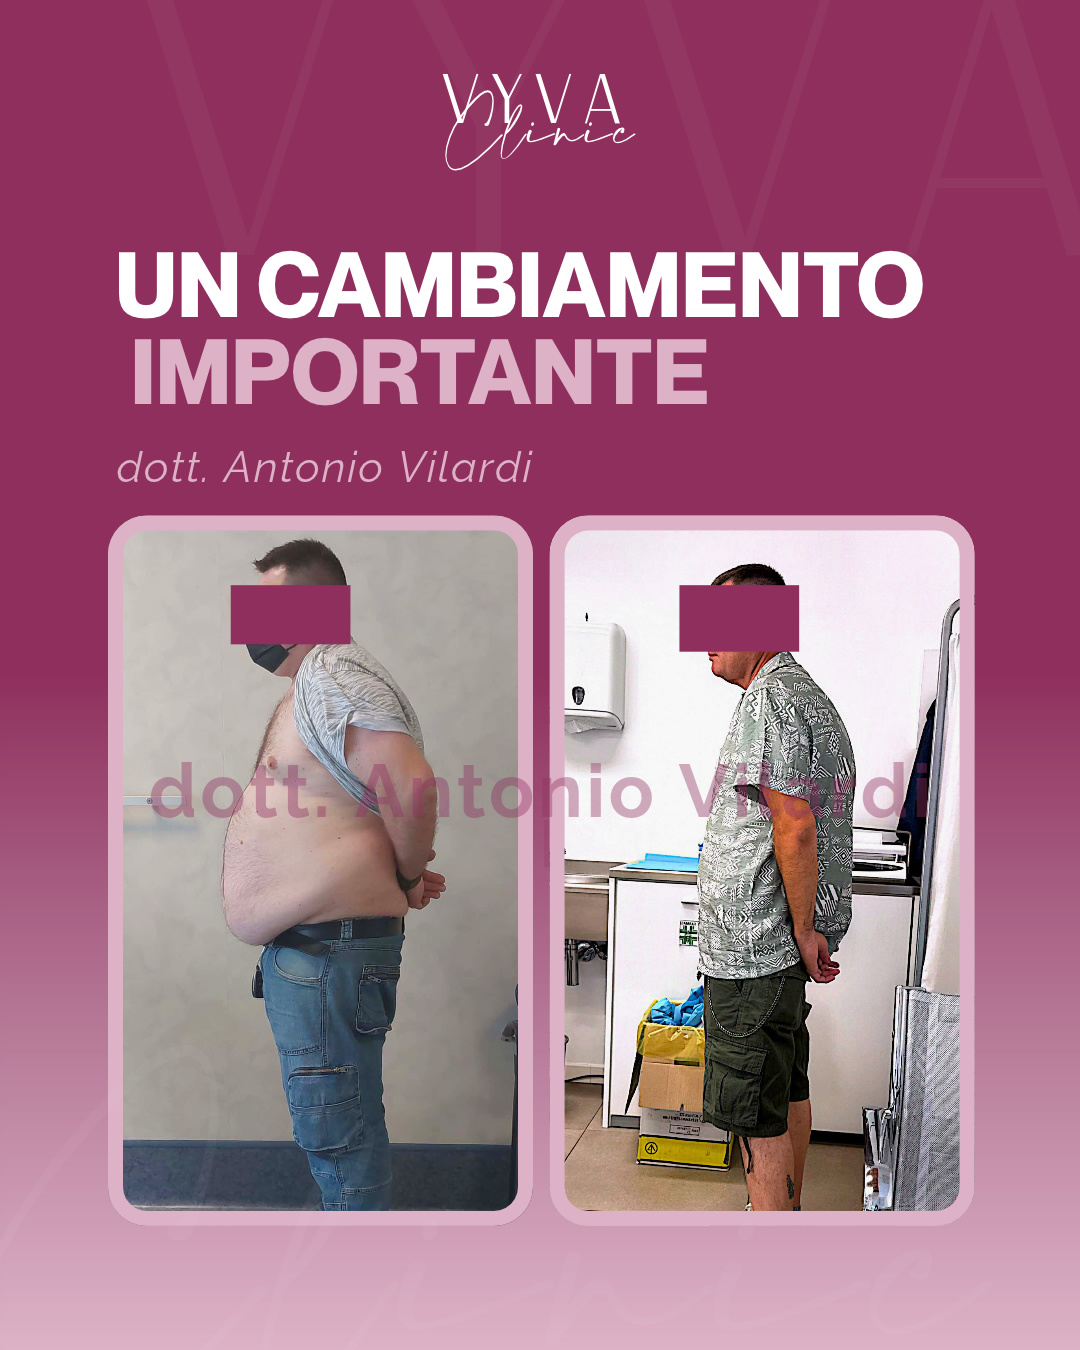 VYVA
Clinic
UN CAMBIAMENTO
IMPORTANTE
dott. Antonio Vilardi
dott. Antonio Vilardi